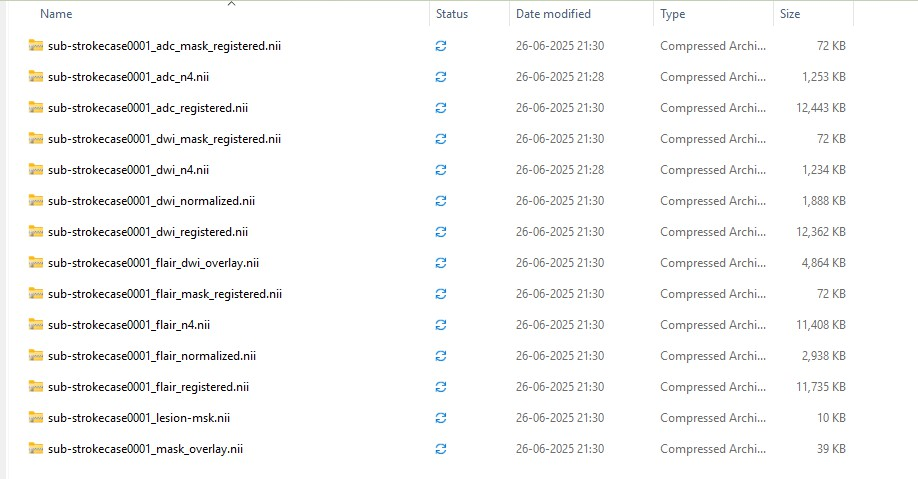 Name Status Date modified Type Size
sub-strokecase0001_adc_mask_registered.nii 26-06-2025 21:30 Compressed Archi... 72 KB
sub-strokecase0001_adc_n4.nii 26-06-2025 21:28 Compressed Archi... 1,253 KB
sub-strokecase0001_adc_registered.nii 26-06-2025 21:30 Compressed Archi... 12,443 KB
sub-strokecase0001_dwi_mask_registered.nii 26-06-2025 21:30 Compressed Archi... 72 KB
sub-strokecase0001_dwi_n4.nii 26-06-2025 21:28 Compressed Archi... 1,234 KB
sub-strokecase0001_dwi_normalized.nii 26-06-2025 21:30 Compressed Archi... 1,888 KB
sub-strokecase0001_dwi_registered.nii 26-06-2025 21:30 Compressed Archi... 12,362 KB
sub-strokecase0001_flair_dwi_overlay.nii 26-06-2025 21:30 Compressed Archi... 4,864 KB
sub-strokecase0001_flair_mask_registered.nii 26-06-2025 21:30 Compressed Archi... 72 KB
sub-strokecase0001_flair_n4.nii 26-06-2025 21:30 Compressed Archi... 11,408 KB
sub-strokecase0001_flair_normalized.nii 26-06-2025 21:30 Compressed Archi... 2,938 KB
sub-strokecase0001_flair_registered.nii 26-06-2025 21:30 Compressed Archi... 11,735 KB
sub-strokecase0001_lesion-msk.nii 26-06-2025 21:30 Compressed Archi... 10 KB
sub-strokecase0001_mask_overlay.nii 26-06-2025 21:30 Compressed Archi... 39 KB